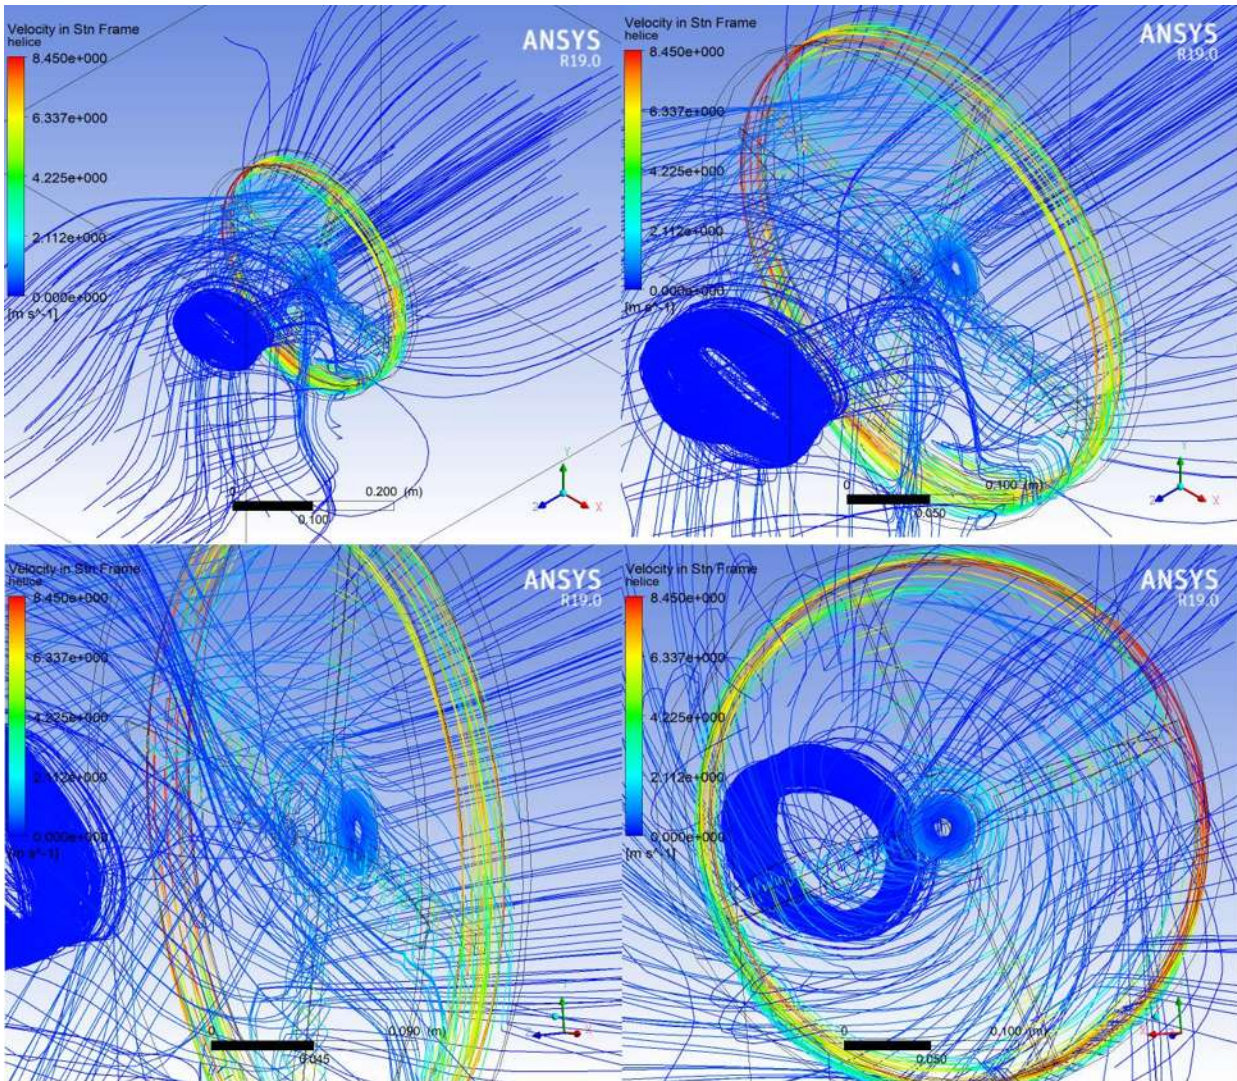 Velocity in Stn Frame
helice
8.450e+000
6.337e+000
4.225e+000
2.112e+000
0.000e+000
[m s^-1]
ANSYS
R19.0
0
0.200 (m)
0.100
Y
Z
X
Velocity in Stn Frame
helice
8.450e+000
6.337e+000
4.225e+000
2.112e+000
0.000e+000
[m s^-1]
ANSYS
R19.0
0
0.100 (m)
0.050
Y
Z
X
Velocity in Stn Frame
helice
8.450e+000
6.337e+000
4.225e+000
2.112e+000
0.000e+000
[m s^-1]
ANSYS
R19.0
0
0.090 (m)
0.045
Velocity in Stn Frame
helice
8.450e+000
6.337e+000
4.225e+000
2.112e+000
0.000e+000
[m s^-1]
ANSYS
R19.0
0
0.100 (m)
0.050